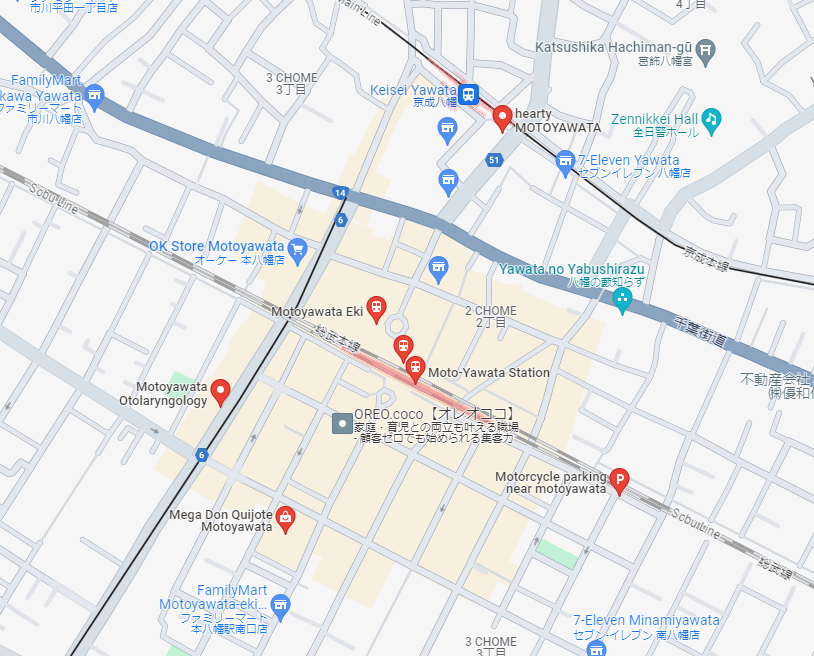 4丁目
市川平田一丁目店
Main Line
Katsushika Hachiman-gū
葛飾八幡宮
3 CHOME
3丁目
FamilyMart
kawa Yawata
ファミリーマート
市川八幡店
Keisei Yawata
京成八幡
hearty
MOTOYAWATA
Zennikkei Hall
全日警ホール
51
7-Eleven Yawata
セブンイレブン 八幡店
Sobu Line
14
6
OK Store Motoyawata
オーケー 本八幡店
京成本線
Yawata no Yabushirazu
八幡の藪知らず
Motoyawata Eki
2 CHOME
2丁目
千葉街道
総武本線
Moto-Yawata Station
不動産会社
㈱優和住
Motoyawata
Otolaryngology
OREO.coco【オレオココ】
家庭・育児との両立も叶える職場
- 顧客ゼロでも始められる集客力
6
P
Motorcycle parking
near motoyawata
Mega Don Quijote
Motoyawata
Sobu Line
総武線
FamilyMart
Motoyawata-eki...
ファミリーマート
本八幡駅南口店
7-Eleven Minamiyawata
セブン-イレブン 南八幡店
3 CHOME
3丁目